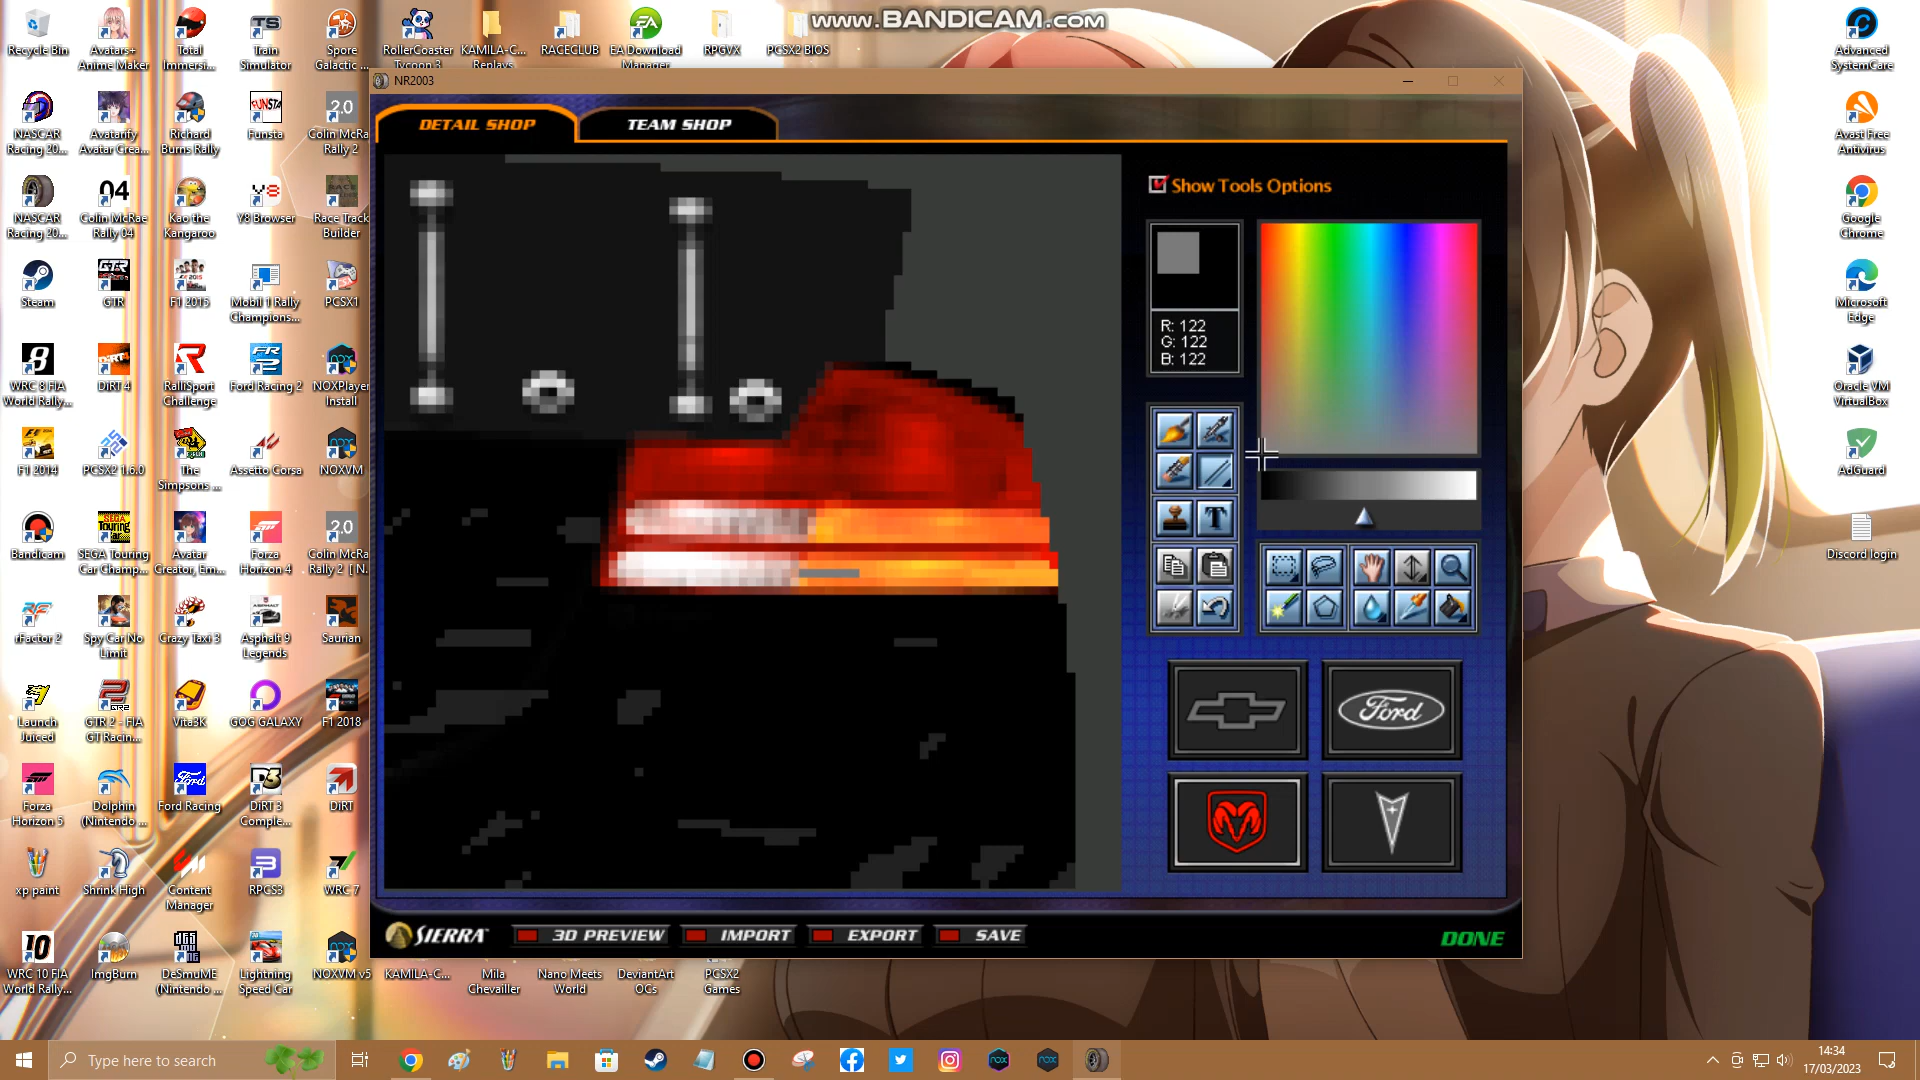 www.BANDICAM.com
Recycle Bin
Avatars+
Anime Maker
Total
Immersi...
Train
Simulator
Spore
Galactic ...
RollerCoaster
Tycoon 3
KAMILA-C...
Replays
RACECLUB
EA Download
Manager
RPGVX
PCSX2 BIOS
Advanced
SystemCare
NR2003
DETAIL SHOP
TEAM SHOP
NASCAR
Racing 20...
Avatarify
Avatar Crea...
Richard
Burns Rally
FUNSTA
Funsta
2.0
Colin McRa
Rally 2
Avast Free
Antivirus
Show Tools Options
NASCAR
Racing 20...
04
Colin McRae
Rally 04
Kao the
Kangaroo
Y8
Y8 Browser
Race Track
Builder
Google
Chrome
Steam
GTR
GTR
F1 2015
Mobil 1 Rally
Champions...
PCSX1
Microsoft
Edge
R: 122
G: 122
B: 122
WRC 8 FIA
World Rally...
DiRT 4
RalliSport
Challenge
Ford Racing 2
NOXPlayer
Install
Oracle VM
VirtualBox
F1 2014
PCSX2 1.6.0
The
Simpsons ...
Assetto Corsa
NOXVM
AdGuard
Bandicam
SEGA Touring
Car Champ...
Avatar
Creator, Em...
Forza
Horizon 4
2.0
Colin McRa
Rally 2 [ N...
Discord login
rFactor 2
Spy Car No
Limit
Crazy Taxi 3
Asphalt 9
Legends
Saurian
Launch
Juiced
GTR 2 - FIA
GT Racin...
Vita3K
GOG GALAXY
F1 2018
Ford
Forza
Horizon 5
Dolphin
(Nintendo ...
Ford Racing
DiRT 3
Comple...
DiRT
xp paint
Shrink High
Content
Manager
RPCS3
WRC 7
SIERRA
3D PREVIEW
IMPORT
EXPORT
SAVE
DONE
WRC 10 FIA
World Rally...
ImgBurn
DeSmuME
(Nintendo ...
Lightning
Speed Car
NOXVM v5
KAMILA-C...
Mila
Chevailler
Nano Meets
World
DeviantArt
OCs
PCSX2
Games
Type here to search
14:34
17/03/2023